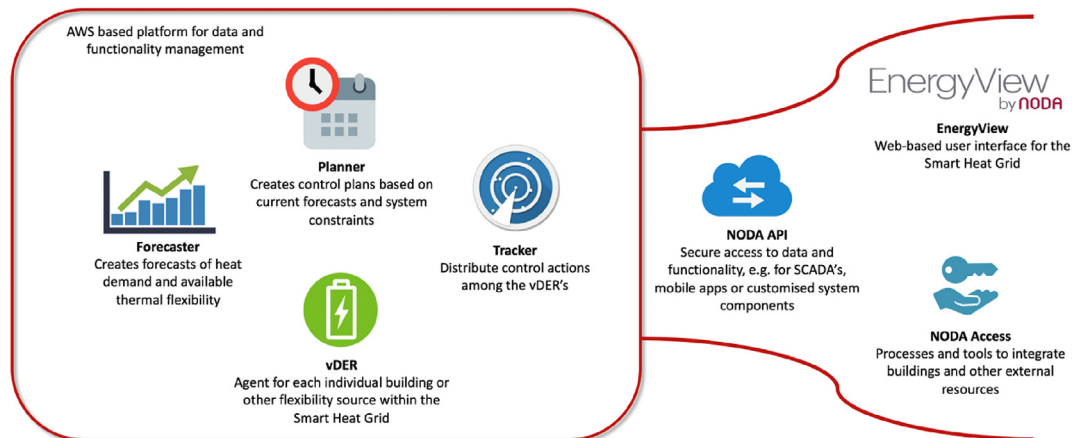 AWS based platform for data and
functionality management
Planner
Creates control plans based on
current forecasts and system
constraints
Forecaster
Creates forecasts of heat
demand and available
thermal flexibility
Tracker
Distribute control actions
among the vDER's
vDER
Agent for each individual building or
other flexibility source within the
Smart Heat Grid
NODA API
Secure access to data and
functionality, e.g. for SCADA's,
mobile apps or customised system
components
EnergyView
by NODA
EnergyView
Web-based user interface for the
Smart Heat Grid
NODA Access
Processes and tools to integrate
buildings and other external
resources